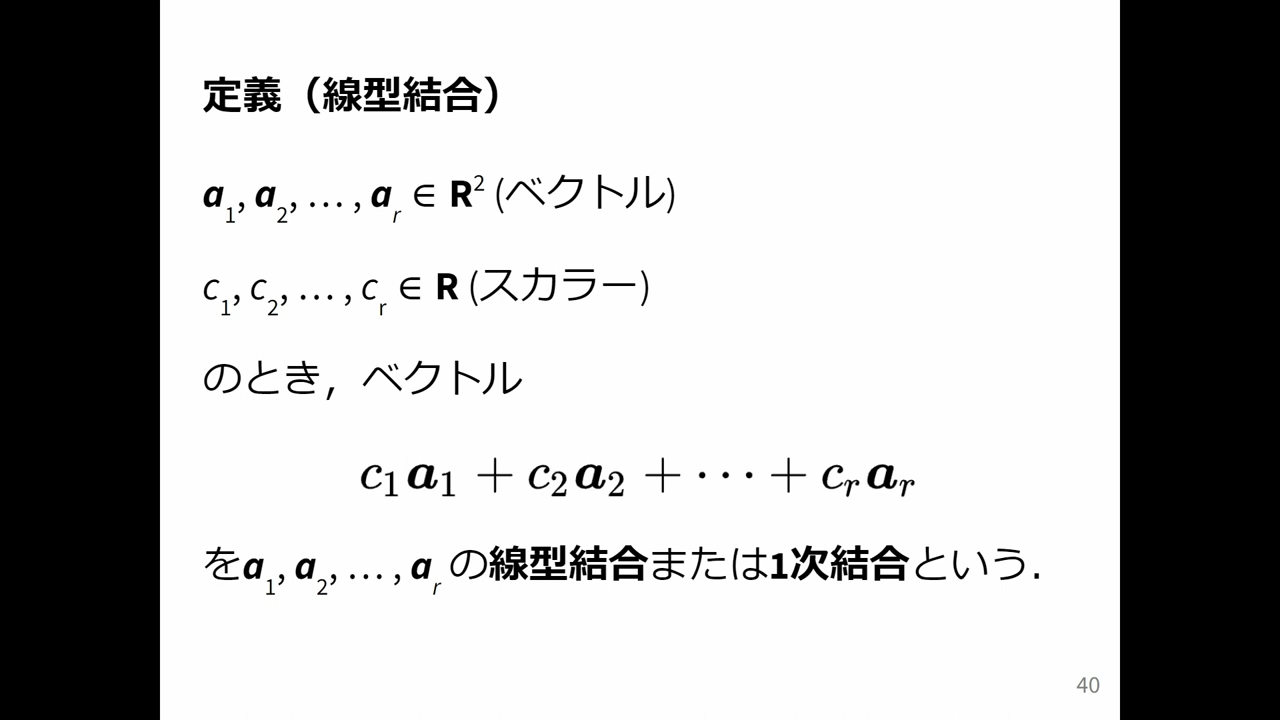 定義（線型結合）
a₁, a₂, … , aᵣ ∈ R² (ベクトル)
c₁, c₂, … , cᵣ ∈ R (スカラー)
のとき，ベクトル
c₁a₁ + c₂a₂ + ⋯ + cᵣaᵣ
をa₁, a₂, … , aᵣ の線型結合または1次結合という．
40